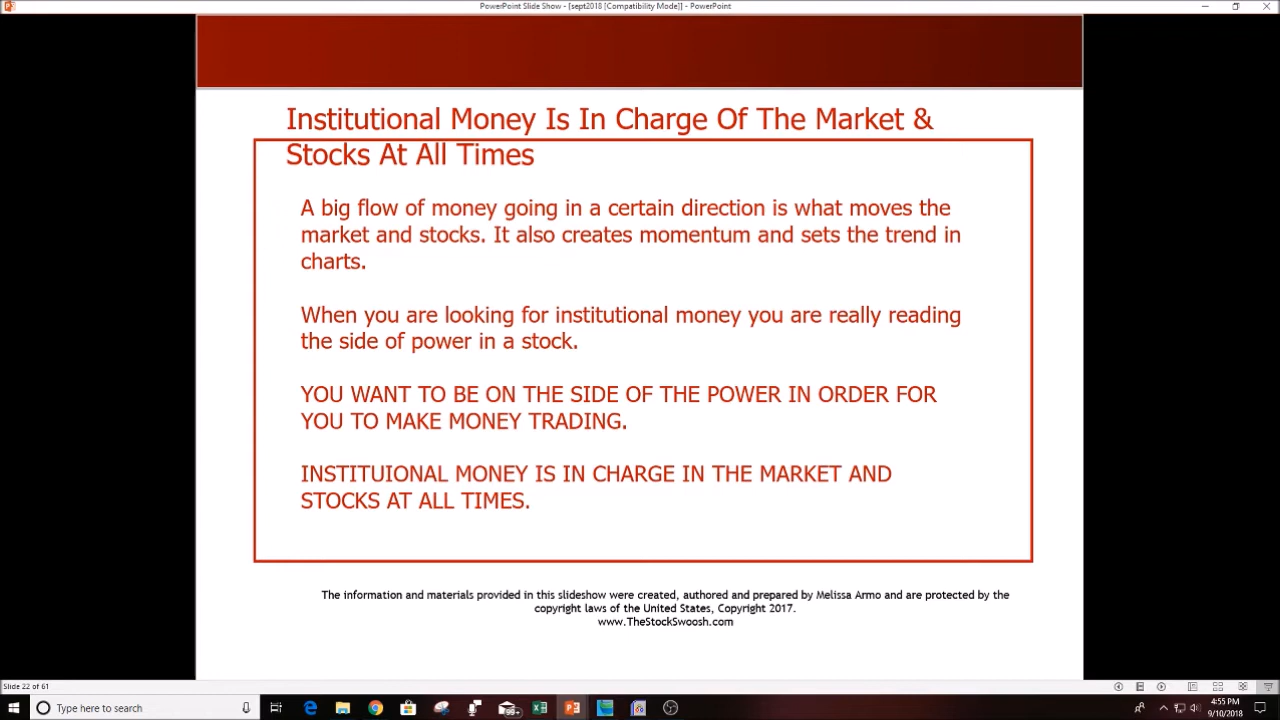 PowerPoint Slide Show - [sept2018 [Compatibility Mode]] - PowerPoint
Institutional Money Is In Charge Of The Market &
Stocks At All Times
A big flow of money going in a certain direction is what moves the
market and stocks. It also creates momentum and sets the trend in
charts.
When you are looking for institutional money you are really reading
the side of power in a stock.
YOU WANT TO BE ON THE SIDE OF THE POWER IN ORDER FOR
YOU TO MAKE MONEY TRADING.
INSTITUIONAL MONEY IS IN CHARGE IN THE MARKET AND
STOCKS AT ALL TIMES.
The information and materials provided in this slideshow were created, authored and prepared by Melissa Armo and are protected by the
copyright laws of the United States, Copyright 2017.
www.TheStockSwoosh.com
Slide 22 of 61
Type here to search
99+
4:55 PM
9/10/2018